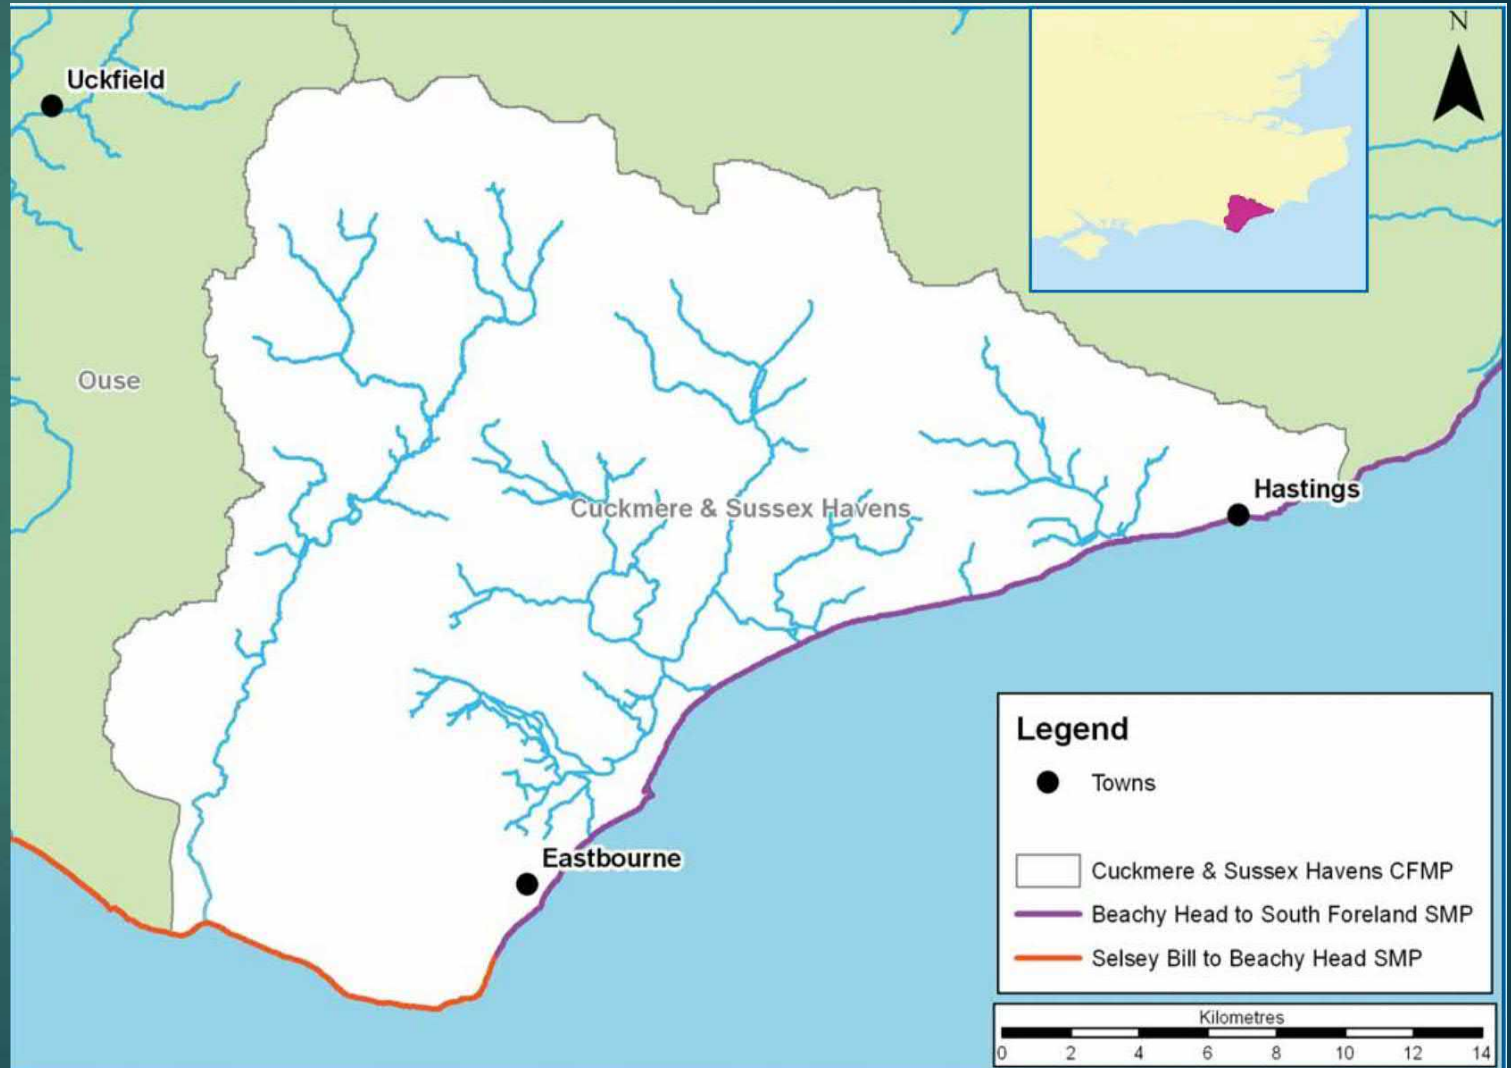 N
Uckfield
Ouse
Cuckmere & Sussex Havens
Hastings
Eastbourne
Legend
Towns
Cuckmere & Sussex Havens CFMP
Beachy Head to South Foreland SMP
Selsey Bill to Beachy Head SMP
Kilometres
0 2 4 6 8 10 12 14